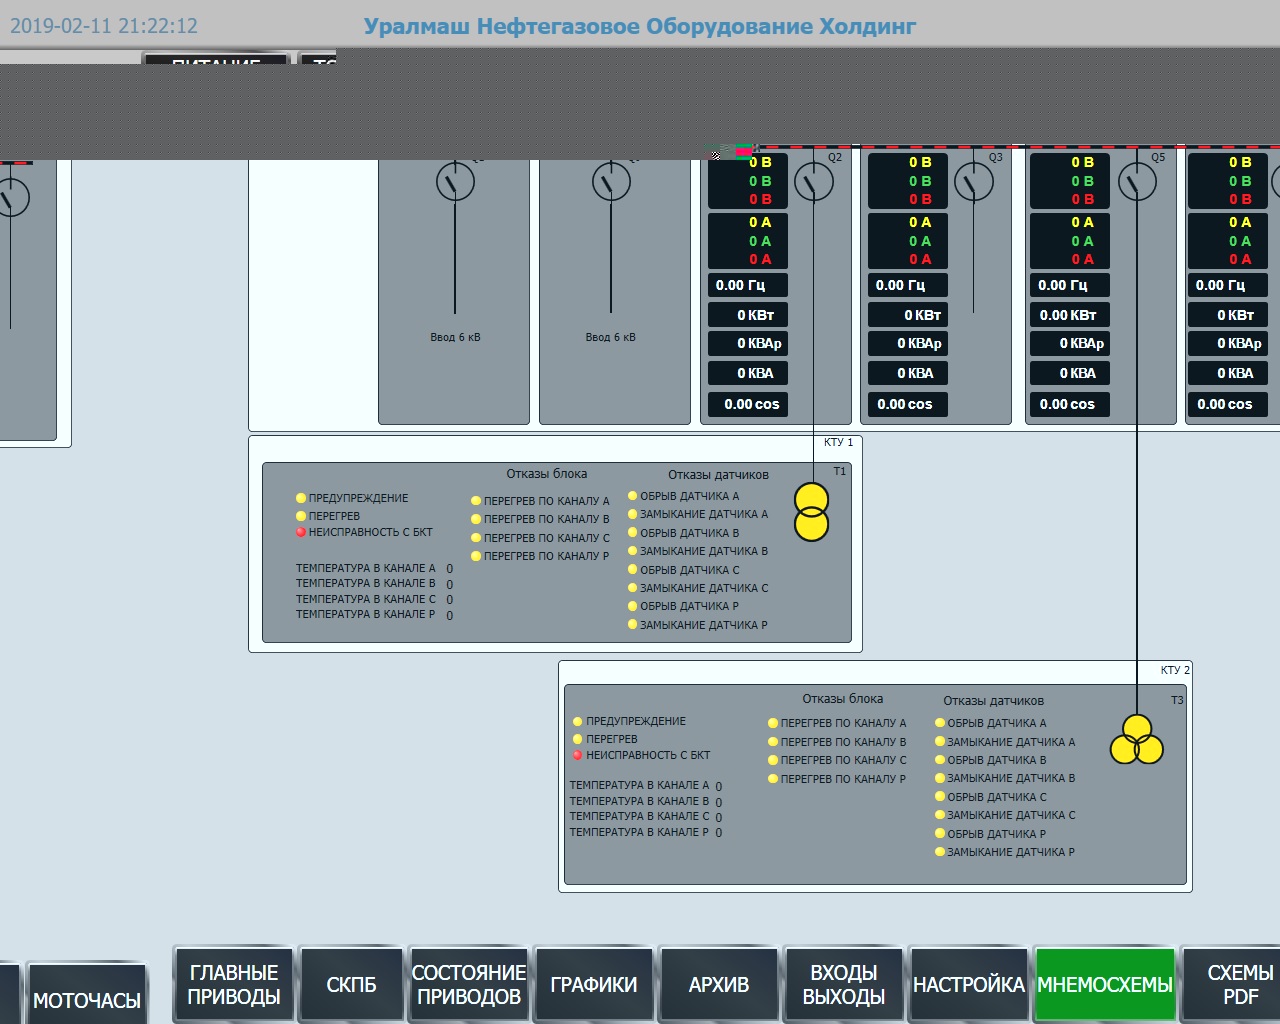 2019-02-11 21:22:12
Уралмаш Нефтегазовое Оборудование Холдинг
ПИТАНИЕ
Q2
Q3
Q5
0 В
0 В
0 В
0 А
0 А
0 А
0.00 Гц
0 КВт
0 КВАр
0 КВА
0.00 cos
0 В
0 В
0 В
0 А
0 А
0 А
0.00 Гц
0 КВт
0 КВАр
0 КВА
0.00 cos
0 В
0 В
0 В
0 А
0 А
0 А
0.00 Гц
0.00 КВт
0 КВАр
0 КВА
0.00 cos
0 В
0 В
0 В
0 А
0 А
0 А
0.00 Гц
0 КВт
0 КВАр
0 КВА
0.00 cos
Ввод 6 кВ
Ввод 6 кВ
КТУ 1
T1
Отказы блока
Отказы датчиков
ПРЕДУПРЕЖДЕНИЕ
ПЕРЕГРЕВ
НЕИСПРАВНОСТЬ С БКТ
ТЕМПЕРАТУРА В КАНАЛЕ А 0
ТЕМПЕРАТУРА В КАНАЛЕ В 0
ТЕМПЕРАТУРА В КАНАЛЕ С 0
ТЕМПЕРАТУРА В КАНАЛЕ Р 0
ПЕРЕГРЕВ ПО КАНАЛУ А
ПЕРЕГРЕВ ПО КАНАЛУ В
ПЕРЕГРЕВ ПО КАНАЛУ С
ПЕРЕГРЕВ ПО КАНАЛУ Р
ОБРЫВ ДАТЧИКА А
ЗАМЫКАНИЕ ДАТЧИКА А
ОБРЫВ ДАТЧИКА В
ЗАМЫКАНИЕ ДАТЧИКА В
ОБРЫВ ДАТЧИКА С
ЗАМЫКАНИЕ ДАТЧИКА С
ОБРЫВ ДАТЧИКА Р
ЗАМЫКАНИЕ ДАТЧИКА Р
КТУ 2
T3
Отказы блока
Отказы датчиков
ПРЕДУПРЕЖДЕНИЕ
ПЕРЕГРЕВ
НЕИСПРАВНОСТЬ С БКТ
ТЕМПЕРАТУРА В КАНАЛЕ А 0
ТЕМПЕРАТУРА В КАНАЛЕ В 0
ТЕМПЕРАТУРА В КАНАЛЕ С 0
ТЕМПЕРАТУРА В КАНАЛЕ Р 0
ПЕРЕГРЕВ ПО КАНАЛУ А
ПЕРЕГРЕВ ПО КАНАЛУ В
ПЕРЕГРЕВ ПО КАНАЛУ С
ПЕРЕГРЕВ ПО КАНАЛУ Р
ОБРЫВ ДАТЧИКА А
ЗАМЫКАНИЕ ДАТЧИКА А
ОБРЫВ ДАТЧИКА В
ЗАМЫКАНИЕ ДАТЧИКА В
ОБРЫВ ДАТЧИКА С
ЗАМЫКАНИЕ ДАТЧИКА С
ОБРЫВ ДАТЧИКА Р
ЗАМЫКАНИЕ ДАТЧИКА Р
МОТОЧАСЫ
ГЛАВНЫЕ
ПРИВОДЫ
СКПБ
СОСТОЯНИЕ
ПРИВОДОВ
ГРАФИКИ
АРХИВ
ВХОДЫ
ВЫХОДЫ
НАСТРОЙКА
МНЕМОСХЕМЫ
СХЕМЫ
PDF